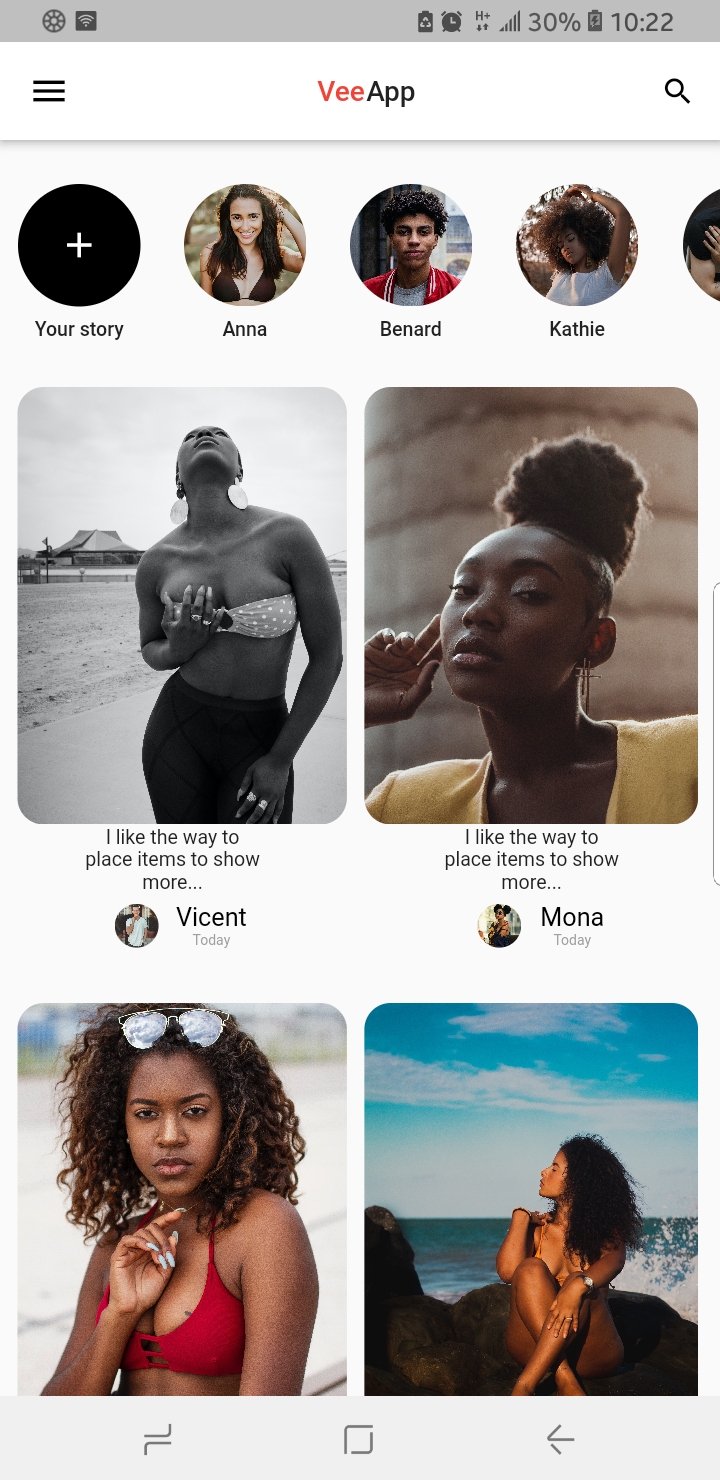 H+ 30% 10:22
VeeApp
Your story Anna Benard Kathie
I like the way to
place items to show
more...
Vicent
Today
I like the way to
place items to show
more...
Mona
Today